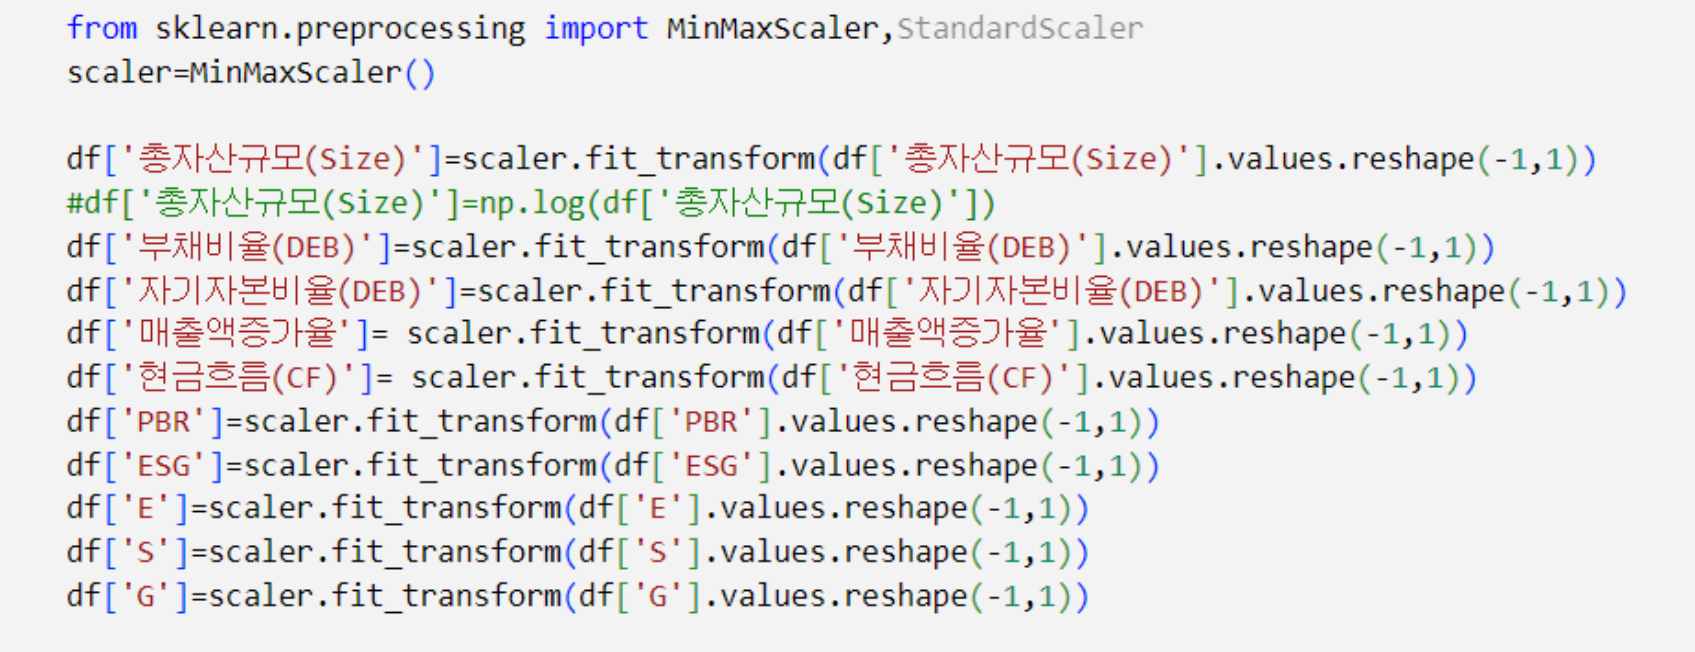 from sklearn.preprocessing import MinMaxScaler,StandardScaler
scaler=MinMaxScaler()
df['총자산규모(Size)']=scaler.fit_transform(df['총자산규모(Size)'].values.reshape(-1,1))
#df['총자산규모(Size)']=np.log(df['총자산규모(Size)'])
df['부채비율(DEB)']=scaler.fit_transform(df['부채비율(DEB)'].values.reshape(-1,1))
df['자기자본비율(DEB)']=scaler.fit_transform(df['자기자본비율(DEB)'].values.reshape(-1,1))
df['매출액증가율']= scaler.fit_transform(df['매출액증가율'].values.reshape(-1,1))
df['현금흐름(CF)']= scaler.fit_transform(df['현금흐름(CF)'].values.reshape(-1,1))
df['PBR']=scaler.fit_transform(df['PBR'].values.reshape(-1,1))
df['ESG']=scaler.fit_transform(df['ESG'].values.reshape(-1,1))
df['E']=scaler.fit_transform(df['E'].values.reshape(-1,1))
df['S']=scaler.fit_transform(df['S'].values.reshape(-1,1))
df['G']=scaler.fit_transform(df['G'].values.reshape(-1,1))